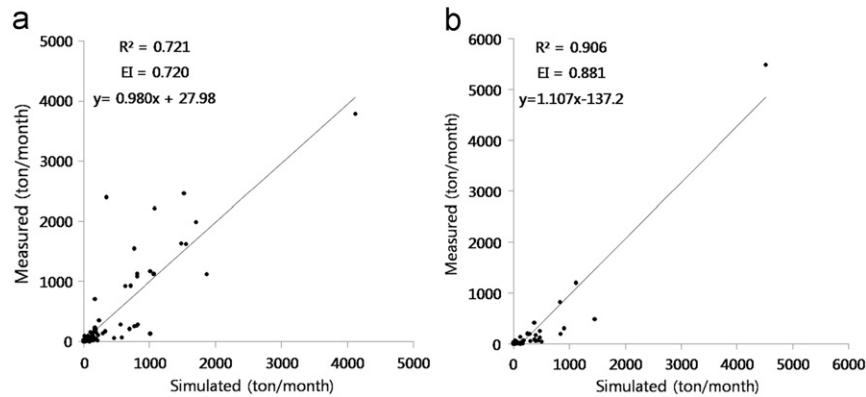 a
R² = 0.721
EI = 0.720
y= 0.980x + 27.98
Measured (ton/month)
5000
4000
3000
2000
1000
0
0 1000 2000 3000 4000 5000
Simulated (ton/month)
b
R² = 0.906
EI = 0.881
y=1.107x-137.2
Measured (ton/month)
6000
5000
4000
3000
2000
1000
0
0 1000 2000 3000 4000 5000 6000
Simulated (ton/month)